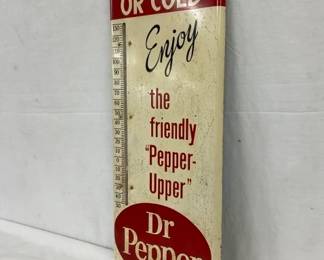 OR COLD
Enjoy
the
friendly
"Pepper-
Upper"
Dr
Pepper